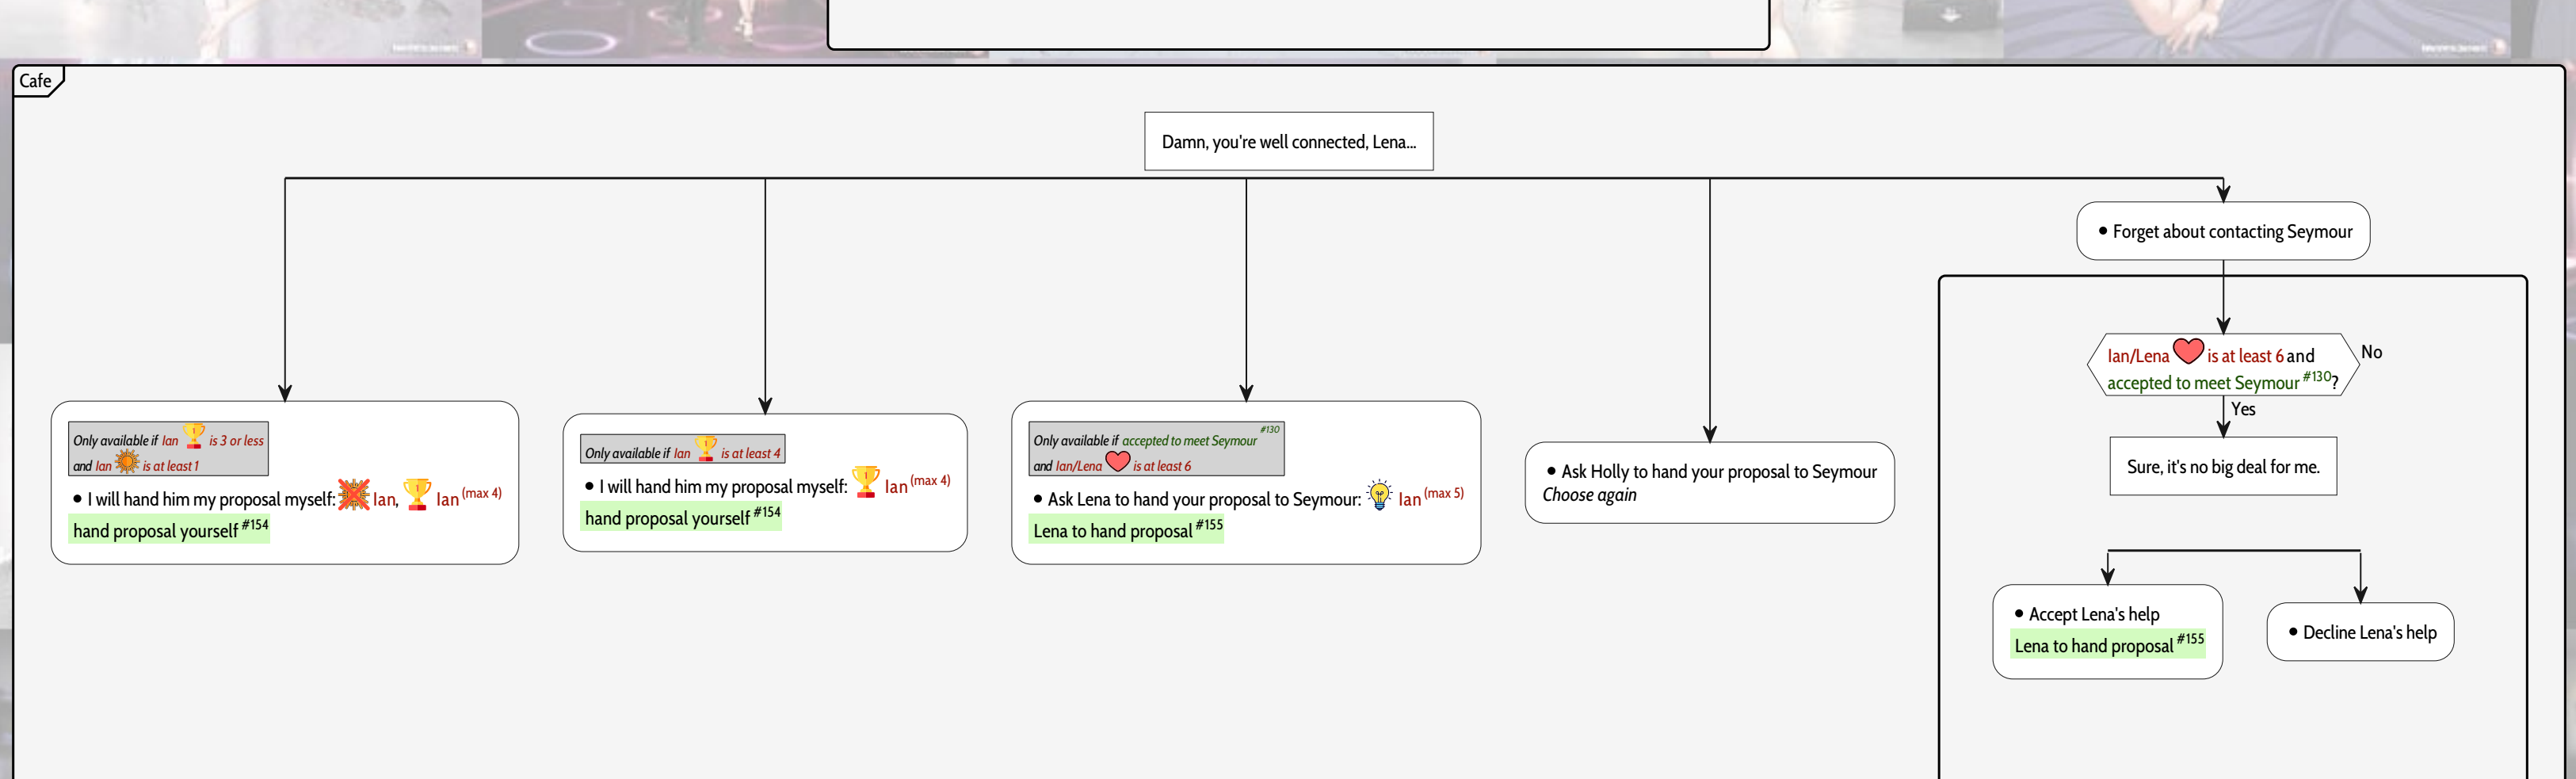 Cafe
Damn, you're well connected, Lena...
Only available if Ian is 3 or less
and Ian is at least 1
• I will hand him my proposal myself: Ian, Ian (max 4)
hand proposal yourself #154
Only available if Ian is at least 4
• I will hand him my proposal myself: Ian (max 4)
hand proposal yourself #154
Only available if accepted to meet Seymour #130
and Ian/Lena is at least 6
• Ask Lena to hand your proposal to Seymour: Ian (max 5)
Lena to hand proposal #155
• Ask Holly to hand your proposal to Seymour
Choose again
• Forget about contacting Seymour
Ian/Lena is at least 6 and
accepted to meet Seymour #130?
No
Yes
Sure, it's no big deal for me.
• Accept Lena's help
Lena to hand proposal #155
• Decline Lena's help